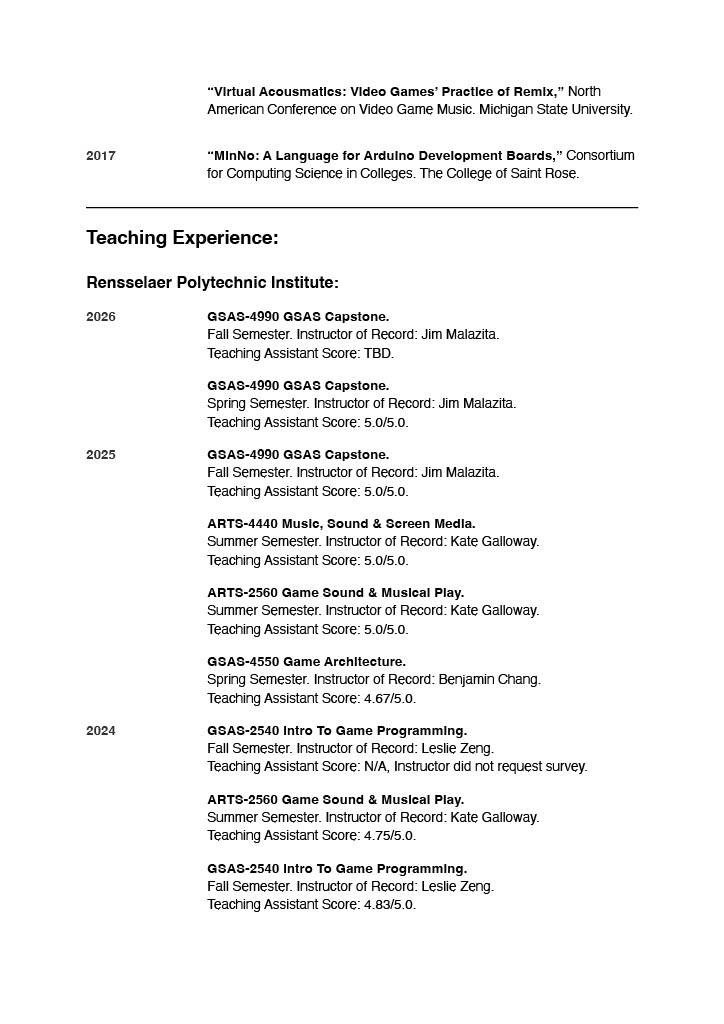 “Virtual Acousmatics: Video Games’ Practice of Remix,” North
American Conference on Video Game Music. Michigan State University.
2017
“MinNo: A Language for Arduino Development Boards,” Consortium
for Computing Science in Colleges. The College of Saint Rose.
Teaching Experience:
Rensselaer Polytechnic Institute:
2026
GSAS-4990 GSAS Capstone.
Fall Semester. Instructor of Record: Jim Malazita.
Teaching Assistant Score: TBD.
GSAS-4990 GSAS Capstone.
Spring Semester. Instructor of Record: Jim Malazita.
Teaching Assistant Score: 5.0/5.0.
2025
GSAS-4990 GSAS Capstone.
Fall Semester. Instructor of Record: Jim Malazita.
Teaching Assistant Score: 5.0/5.0.
ARTS-4440 Music, Sound & Screen Media.
Summer Semester. Instructor of Record: Kate Galloway.
Teaching Assistant Score: 5.0/5.0.
ARTS-2560 Game Sound & Musical Play.
Summer Semester. Instructor of Record: Kate Galloway.
Teaching Assistant Score: 5.0/5.0.
GSAS-4550 Game Architecture.
Spring Semester. Instructor of Record: Benjamin Chang.
Teaching Assistant Score: 4.67/5.0.
2024
GSAS-2540 Intro To Game Programming.
Fall Semester. Instructor of Record: Leslie Zeng.
Teaching Assistant Score: N/A, Instructor did not request survey.
ARTS-2560 Game Sound & Musical Play.
Summer Semester. Instructor of Record: Kate Galloway.
Teaching Assistant Score: 4.75/5.0.
GSAS-2540 Intro To Game Programming.
Fall Semester. Instructor of Record: Leslie Zeng.
Teaching Assistant Score: 4.83/5.0.